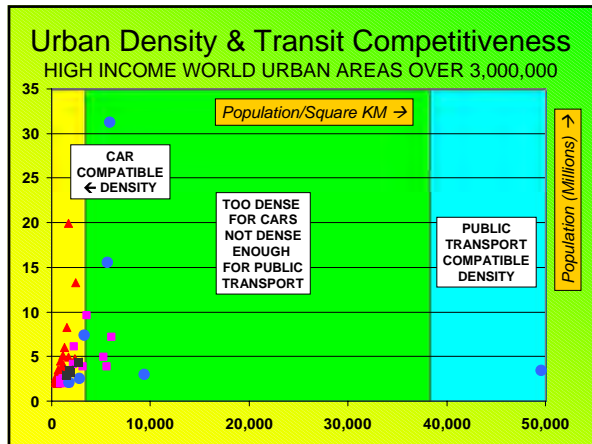 Urban Density & Transit Competitiveness
HIGH INCOME WORLD URBAN AREAS OVER 3,000,000
35
30
25
20
15
10
5
0
Population/Square KM →
Population (Millions) →
CAR
COMPATIBLE
← DENSITY
TOO DENSE
FOR CARS
NOT DENSE
ENOUGH
FOR PUBLIC
TRANSPORT
PUBLIC
TRANSPORT
COMPATIBLE
DENSITY
0
10,000
20,000
30,000
40,000
50,000